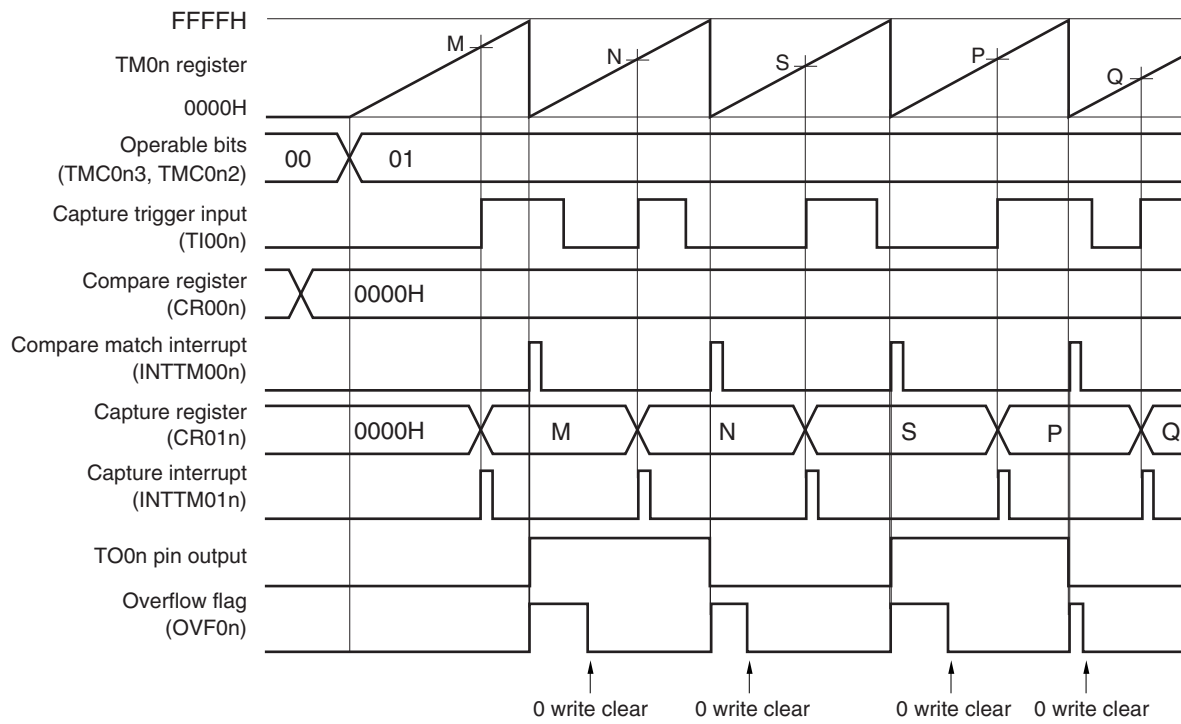 FFFFH
TM0n register
0000H
M N S P Q
Operable bits
(TMC0n3, TMC0n2)
00 01
Capture trigger input
(TI00n)
Compare register
(CR00n)
0000H
Compare match interrupt
(INTTM00n)
Capture register
(CR01n)
0000H M N S P Q
Capture interrupt
(INTTM01n)
TO0n pin output
Overflow flag
(OVF0n)
0 write clear 0 write clear 0 write clear 0 write clear